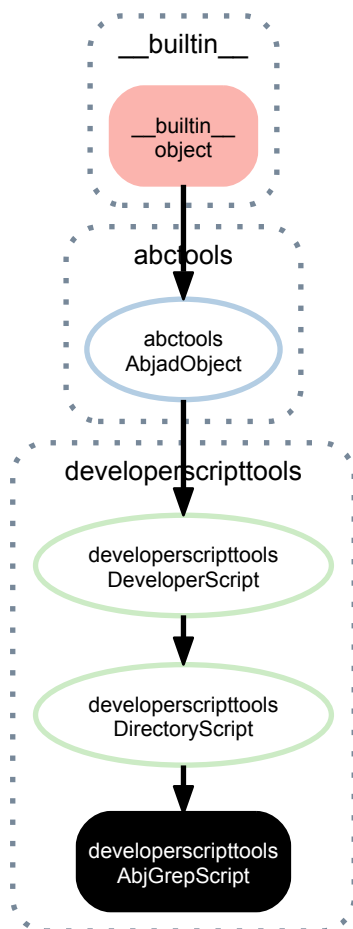 __builtin__
__builtin__
object
abctools
abctools
AbjadObject
developerscripttools
developerscripttools
DeveloperScript
developerscripttools
DirectoryScript
developerscripttools
AbjGrepScript